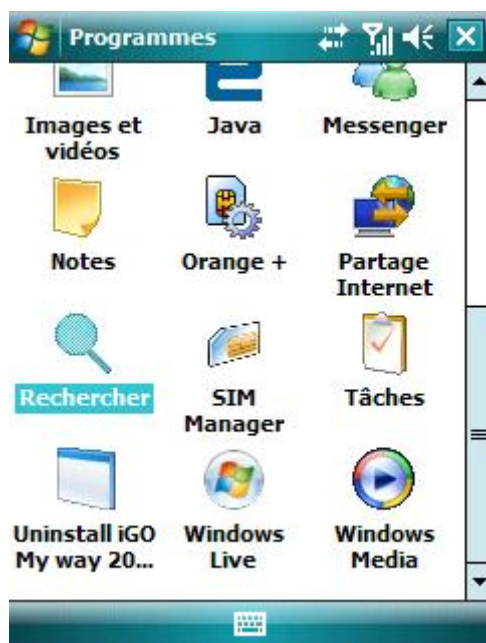 Programmes
Images et
vidéos
Java
Messenger
Notes
Orange +
Partage
Internet
Rechercher
SIM
Manager
Tâches
Uninstall iGO
My way 20...
Windows
Live
Windows
Media